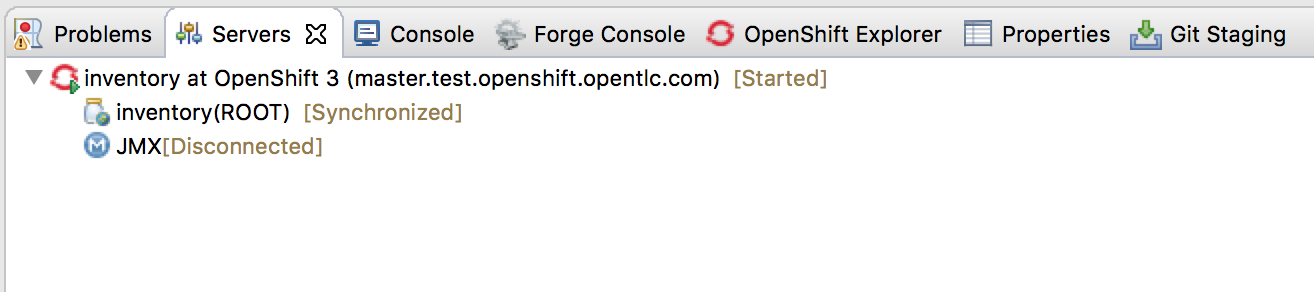 Problems Servers Console Forge Console OpenShift Explorer Properties Git Staging
inventory at OpenShift 3 (master.test.openshift.opentlc.com) [Started]
inventory(ROOT) [Synchronized]
JMX[Disconnected]